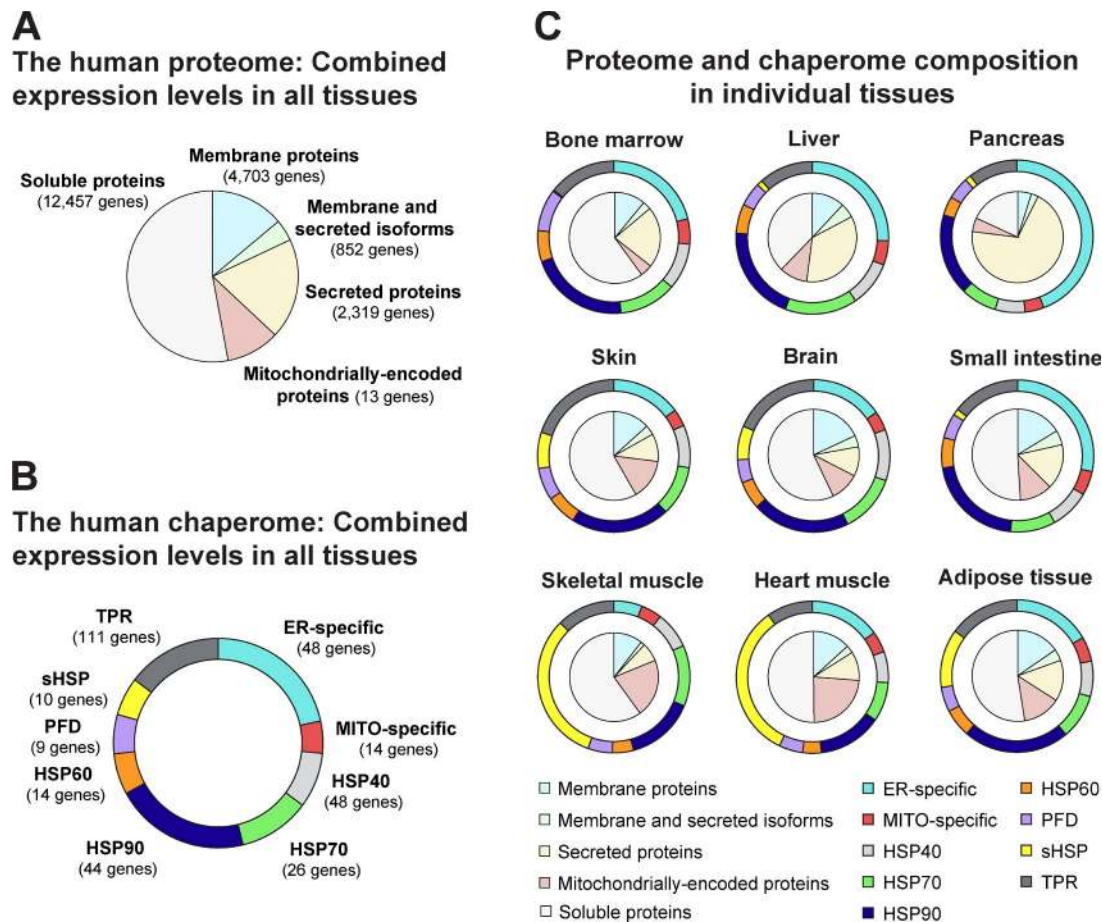 A
The human proteome: Combined
expression levels in all tissues
Membrane proteins
(4,703 genes)
Soluble proteins
(12,457 genes)
Membrane and
secreted isoforms
(852 genes)
Secreted proteins
(2,319 genes)
Mitochondrially-encoded
proteins (13 genes)
B
The human chaperome: Combined
expression levels in all tissues
TPR
(111 genes)
ER-specific
(48 genes)
sHSP
(10 genes)
PFD
(9 genes)
MITO-specific
(14 genes)
HSP60
(14 genes)
HSP40
(48 genes)
HSP90
(44 genes)
HSP70
(26 genes)
C
Proteome and chaperome composition
in individual tissues
Bone marrow
Liver
Pancreas
Skin
Brain
Small intestine
Skeletal muscle
Heart muscle
Adipose tissue
Membrane proteins
Membrane and secreted isoforms
Secreted proteins
Mitochondrially-encoded proteins
Soluble proteins
ER-specific
MITO-specific
HSP40
HSP70
HSP90
HSP60
PFD
sHSP
TPR